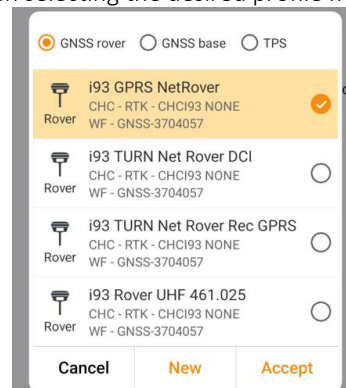 GNSS rover GNSS base TPS
i93 GPRS NetRover
CHC - RTK - CHCI93 NONE
Rover WF - GNSS-3704057
i93 TURN Net Rover DCI
CHC - RTK - CHCI93 NONE
Rover WF - GNSS-3704057
i93 TURN Net Rover Rec GPRS
CHC - RTK - CHCI93 NONE
Rover WF - GNSS-3704057
i93 Rover UHF 461.025
CHC - RTK - CHCI93 NONE
Rover WF - GNSS-3704057
Cancel New Accept